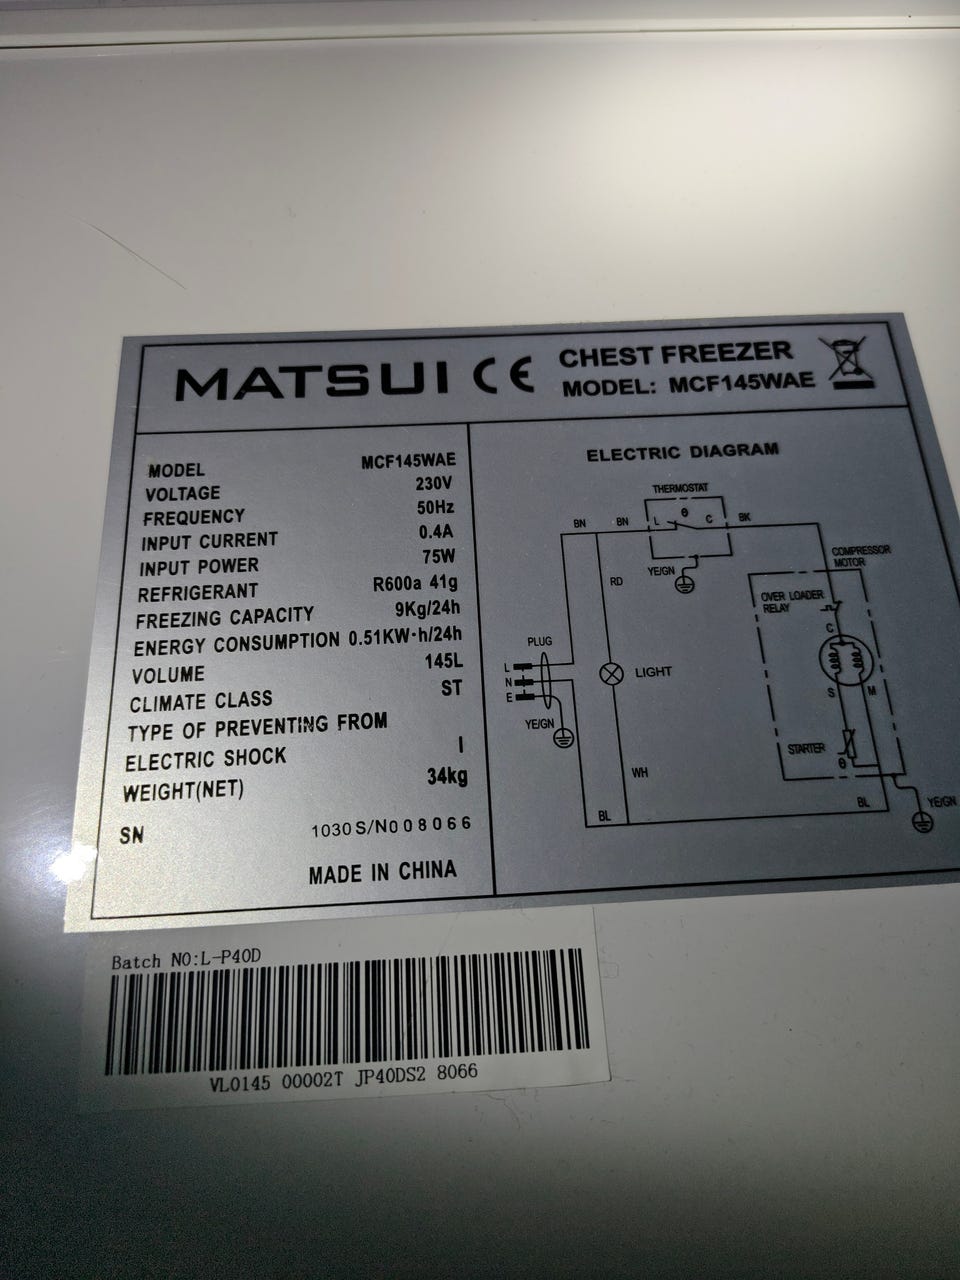 MATSUI CE
CHEST FREEZER
MODEL: MCF145WAE
MODEL MCF145WAE
VOLTAGE 230V
FREQUENCY 50Hz
INPUT CURRENT 0.4A
INPUT POWER 75W
REFRIGERANT R600a 41g
FREEZING CAPACITY 9Kg/24h
ENERGY CONSUMPTION 0.51KW·h/24h
VOLUME 145L
CLIMATE CLASS ST
TYPE OF PREVENTING FROM
ELECTRIC SHOCK I
WEIGHT(NET) 34kg
SN 1030S/N008066
MADE IN CHINA
ELECTRIC DIAGRAM
THERMOSTAT
BN BN L θ C BK
YE/GN
RD
COMPRESSOR
MOTOR
OVER LOADER
RELAY
C
PLUG
L
N
E
LIGHT
S M
YE/GN
STARTER
θ
WH
BL
BL
YE/GN
Batch NO:L-P40D
VL0145 00002T JP40DS2 8066